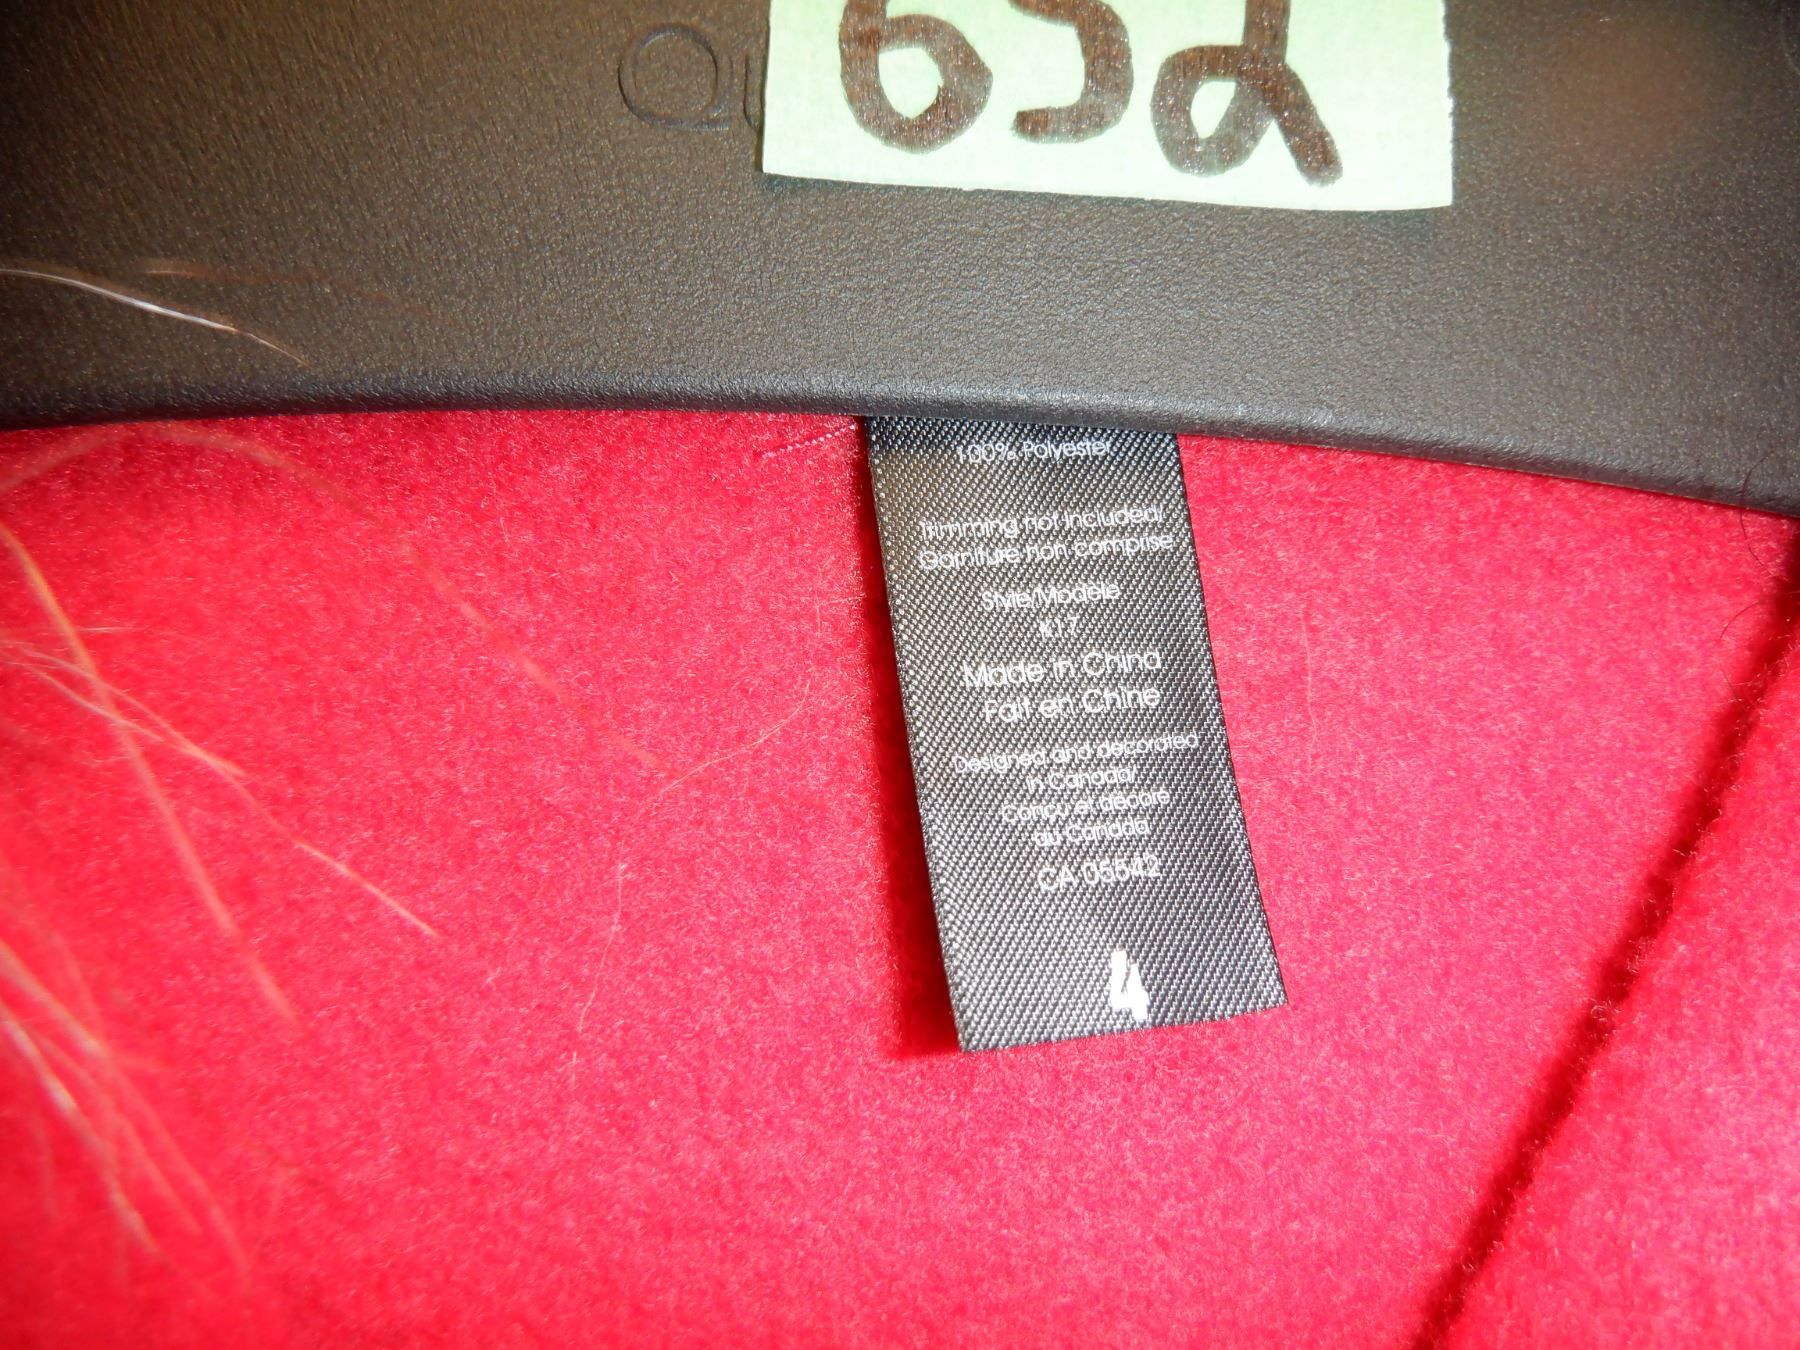 652
100% Polyester
Trimming not included/
Garniture non comprise
Style/Modèle
K17
Made in China
Fait en Chine
Designed and decorated
in Canada/
Conçu et décoré
au Canada
CA 05542
4